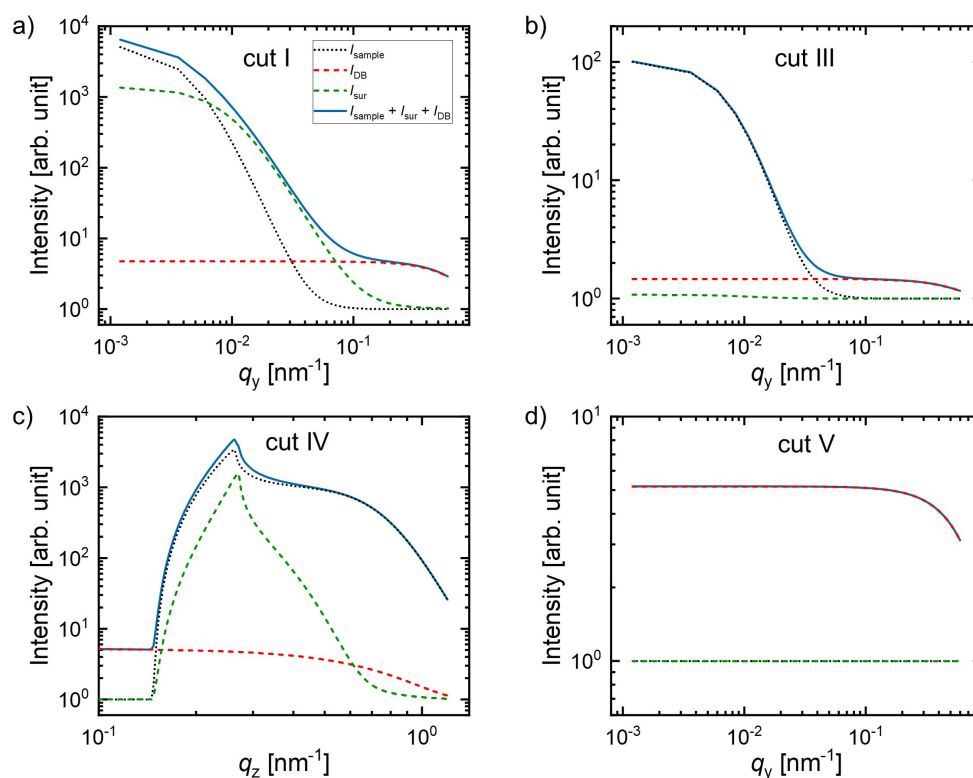 a)
cut I
I_sample
I_DB
I_sur
I_sample + I_sur + I_DB
Intensity [arb. unit]
10^4
10^3
10^2
10^1
10^0
10^-3
10^-2
10^-1
q_y [nm^-1]
b)
cut III
Intensity [arb. unit]
10^2
10^1
10^0
10^-3
10^-2
10^-1
q_y [nm^-1]
c)
cut IV
Intensity [arb. unit]
10^4
10^3
10^2
10^1
10^0
10^-1
10^0
q_z [nm^-1]
d)
cut V
Intensity [arb. unit]
10^1
10^0
10^-3
10^-2
10^-1
q_y [nm^-1]